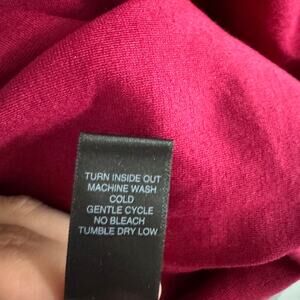 TURN INSIDE OUT
MACHINE WASH
COLD
GENTLE CYCLE
NO BLEACH
TUMBLE DRY LOW